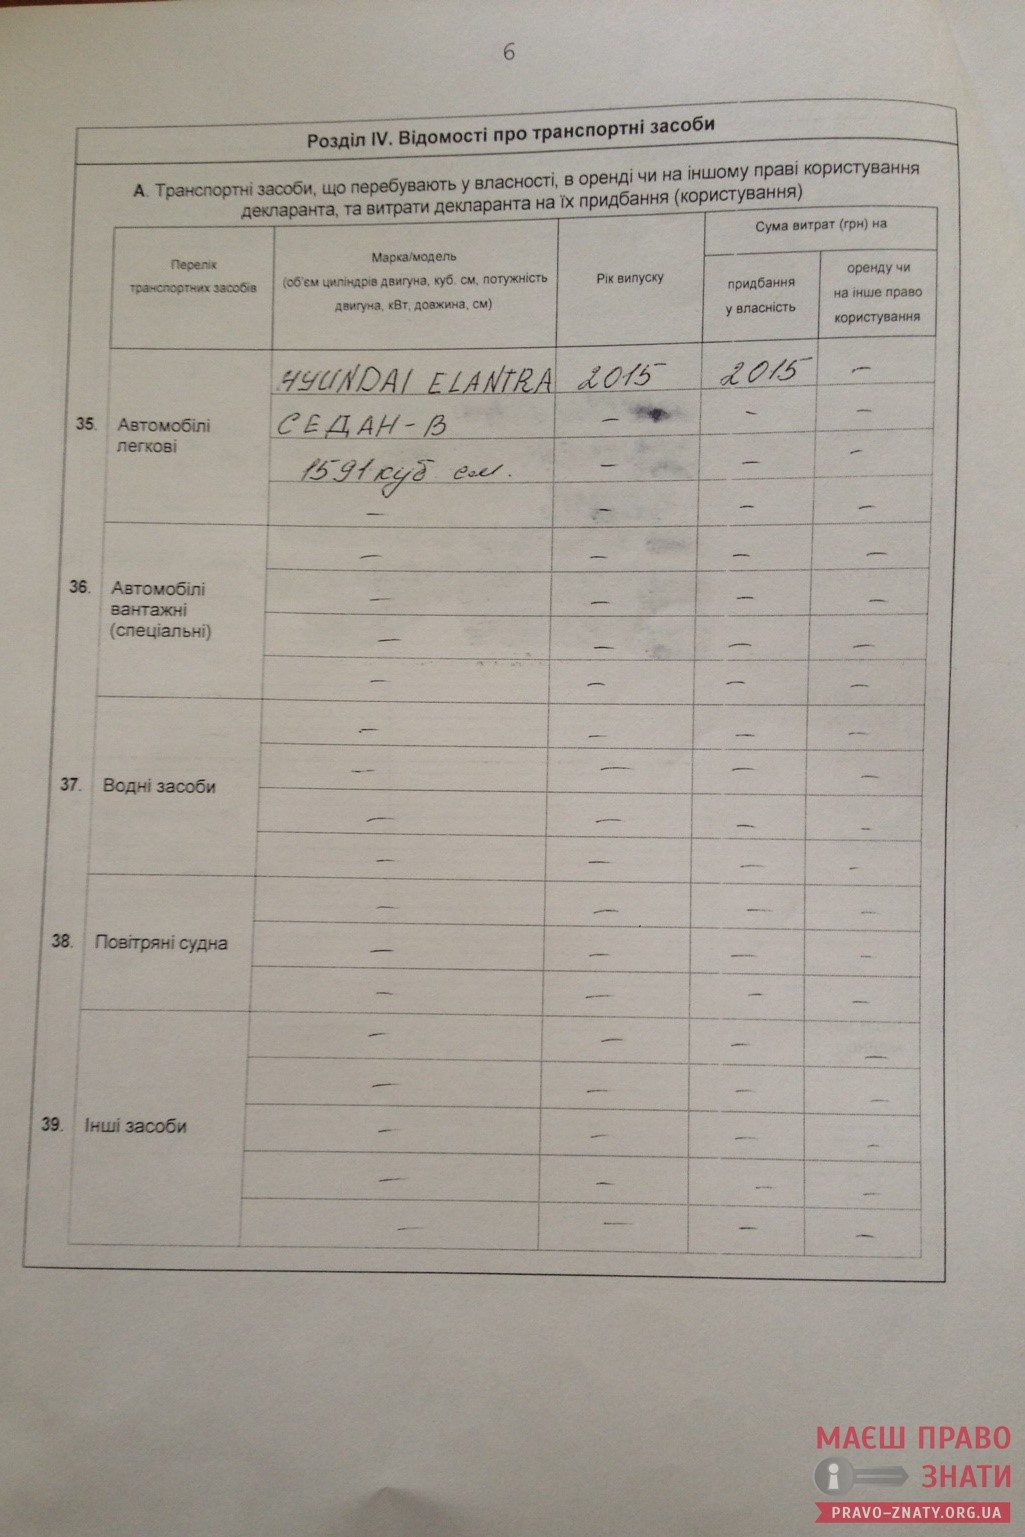 6
Розділ IV. Відомості про транспортні засоби
А. Транспортні засоби, що перебувають у власності, в оренді чи на іншому праві користування
декларанта, та витрати декларанта на їх придбання (користування)
Перелік
транспортних засобів
Марка/модель
(об'єм циліндрів двигуна, куб. см, потужність
двигуна, кВт, довжина, см)
Рік випуску
Сума витрат (грн) на
придбання
у власність
оренду чи
на інше право
користування
35. Автомобілі
легкові
HYUNDAI ELANTRA 2015 2015 –
СЕДАН-В – – –
1591 куб. см. – – –
– – – –
36. Автомобілі
вантажні
(спеціальні)
– – – –
– – – –
– – – –
– – – –
37. Водні засоби
– – – –
– – – –
– – – –
– – – –
38. Повітряні судна
– – – –
– – – –
– – – –
39. Інші засоби
– – – –
– – – –
– – – –
– – – –
– – – –
МАЄШ ПРАВО
ЗНАТИ
PRAVO-ZNATY.ORG.UA